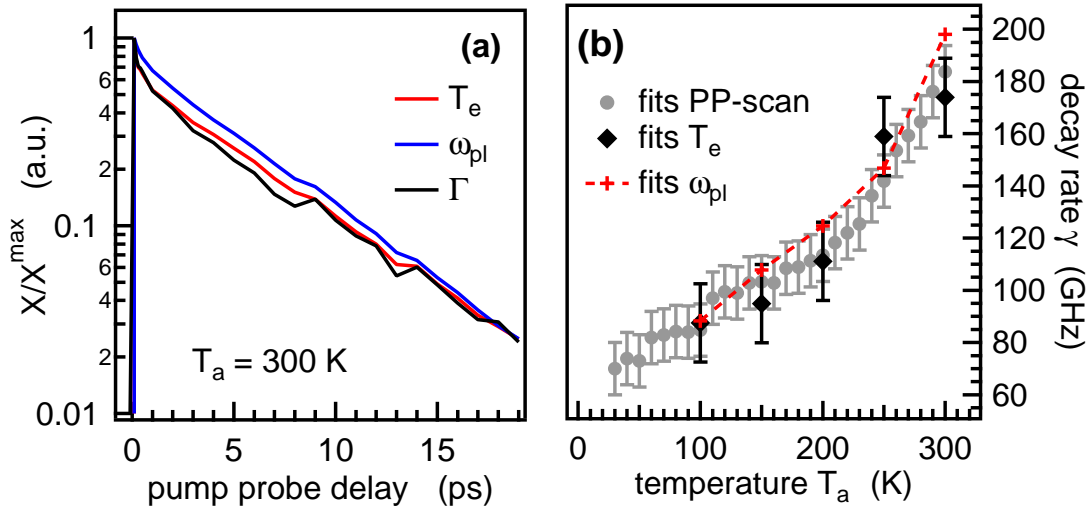 (a)
T_e
ω_pl
Γ
T_a = 300 K
1
6
4
2
0.1
6
4
2
0.01
X/X^max (a.u.)
0 5 10 15
pump probe delay (ps)
(b)
fits PP-scan
fits T_e
fits ω_pl
200
180
160
140
120
100
80
60
decay rate γ (GHz)
0 100 200 300
temperature T_a (K)